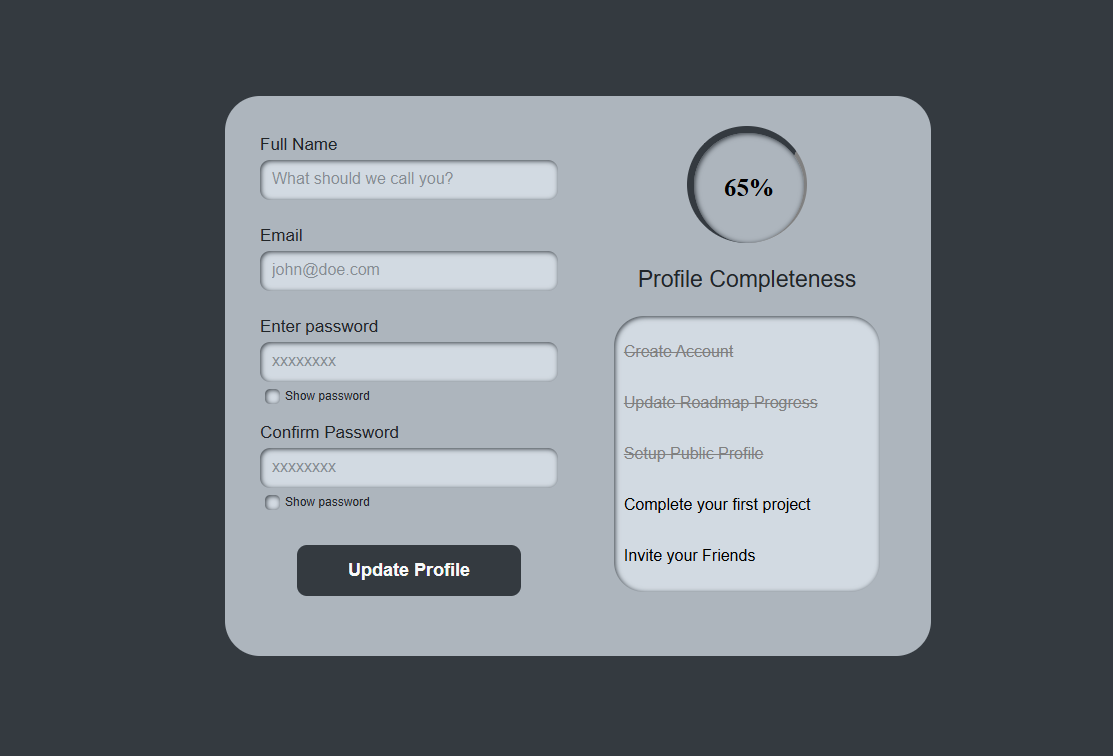 Full Name
What should we call you?
Email
john@doe.com
Enter password
xxxxxxxx
Show password
Confirm Password
xxxxxxxx
Show password
Update Profile
65%
Profile Completeness
Create Account
Update Roadmap Progress
Setup Public Profile
Complete your first project
Invite your Friends